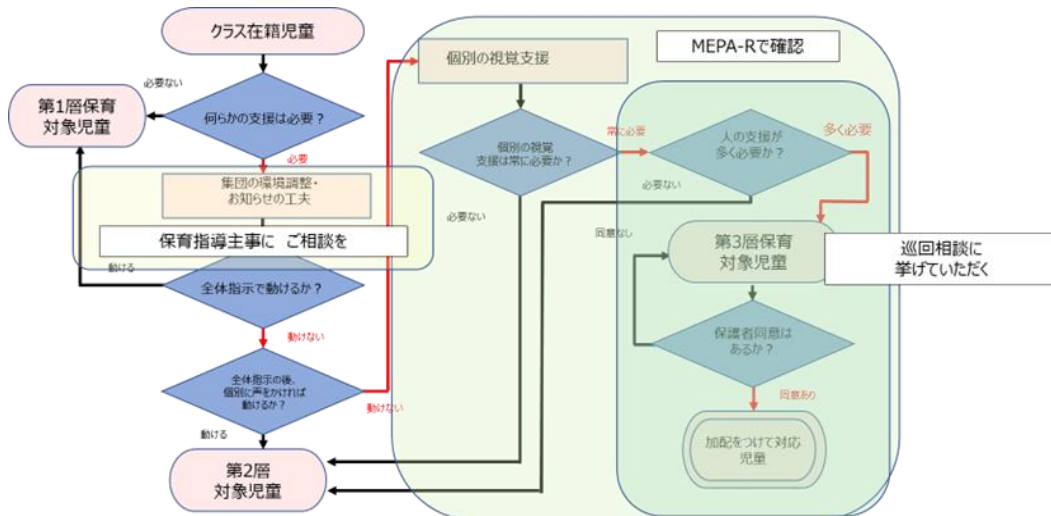 クラス在籍児童
必要ない
何らかの支援は必要？
第1層保育
対象児童
必要
集団の環境調整・
お知らせの工夫
保育指導主事に ご相談を
動ける
全体指示で動けるか？
動けない
全体指示の後、
個別に声をかければ
動けるか？
動けない
動ける
第2層
対象児童
MEPA-Rで確認
個別の視覚支援
個別の視覚
支援は常に必要か？
常に必要
必要ない
人の支援が
多く必要か？
多く必要
必要ない
同意なし
第3層保育
対象児童
巡回相談に
挙げていただく
保護者同意は
あるか？
同意あり
加配をつけて対応
児童